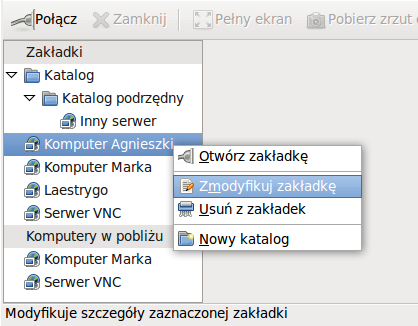 Połącz Zamknij Pełny ekran Pobierz zrzut
Zakładki
Katalog
Katalog podrzędny
Inny serwer
Komputer Agnieszki
Otwórz zakładkę
Komputer Marka
Zmodyfikuj zakładkę
Laestrygo
Usuń z zakładek
Serwer VNC
Komputery w pobliżu
Nowy katalog
Komputer Marka
Serwer VNC
Modyfikuje szczegóły zaznaczonej zakładki